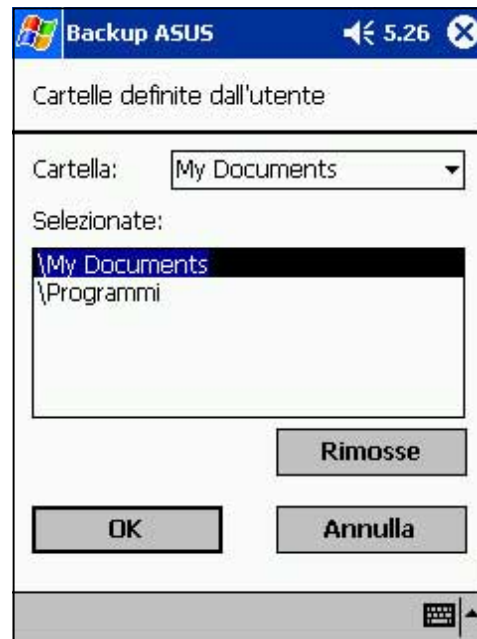 Backup ASUS 5.26
Cartelle definite dall'utente
Cartella: My Documents
Selezionate:
\My Documents
\Programmi
Rimosse
OK Annulla